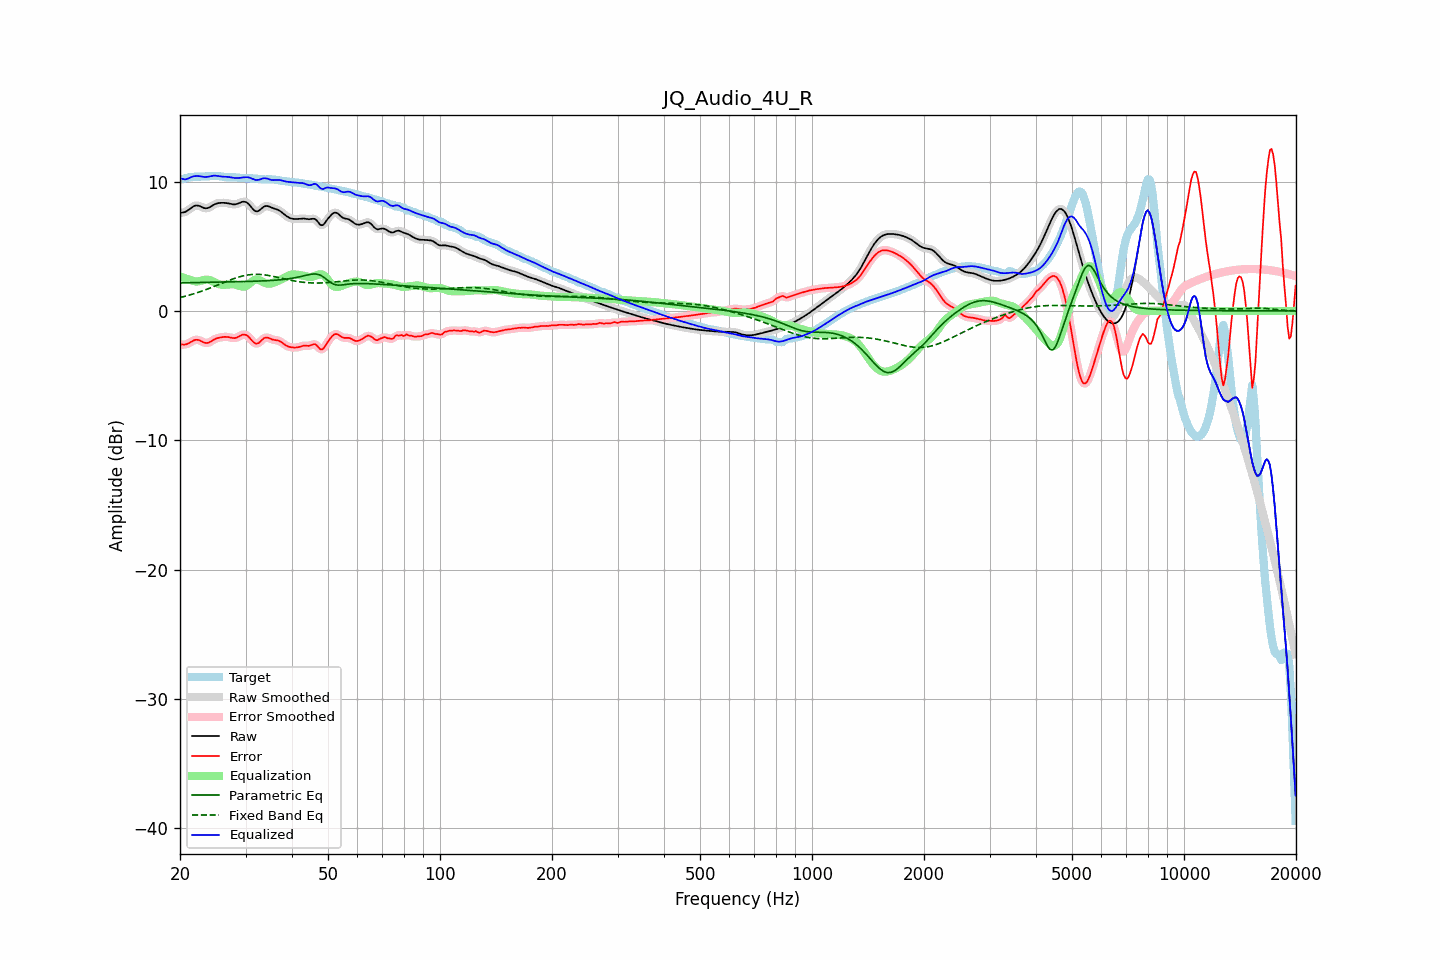 JQ_Audio_4U_R
10
0
−10
−20
−30
−40
Amplitude (dBr)
Target
Raw Smoothed
Error Smoothed
Raw
Error
Equalization
Parametric Eq
Fixed Band Eq
Equalized
20 50 100 200 500 1000 2000 5000 10000 20000
Frequency (Hz)